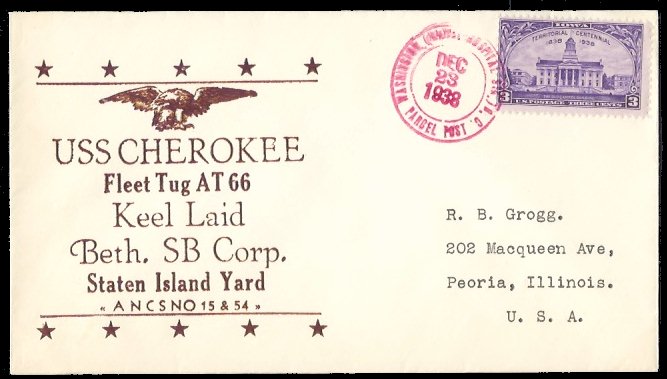 USS CHEROKEE
Fleet Tug AT 66
Keel Laid
Beth. SB Corp.
Staten Island Yard
« ANCSNO 15 & 54 »
WASHINGTON HOSPITAL
DEC
23
1938
PARCEL POST
IOWA
TERRITORIAL CENTENNIAL
1838 1938
3 U.S. POSTAGE THREE CENTS 3
R. B. Grogg.
202 Macqueen Ave,
Peoria, Illinois.
U. S. A.